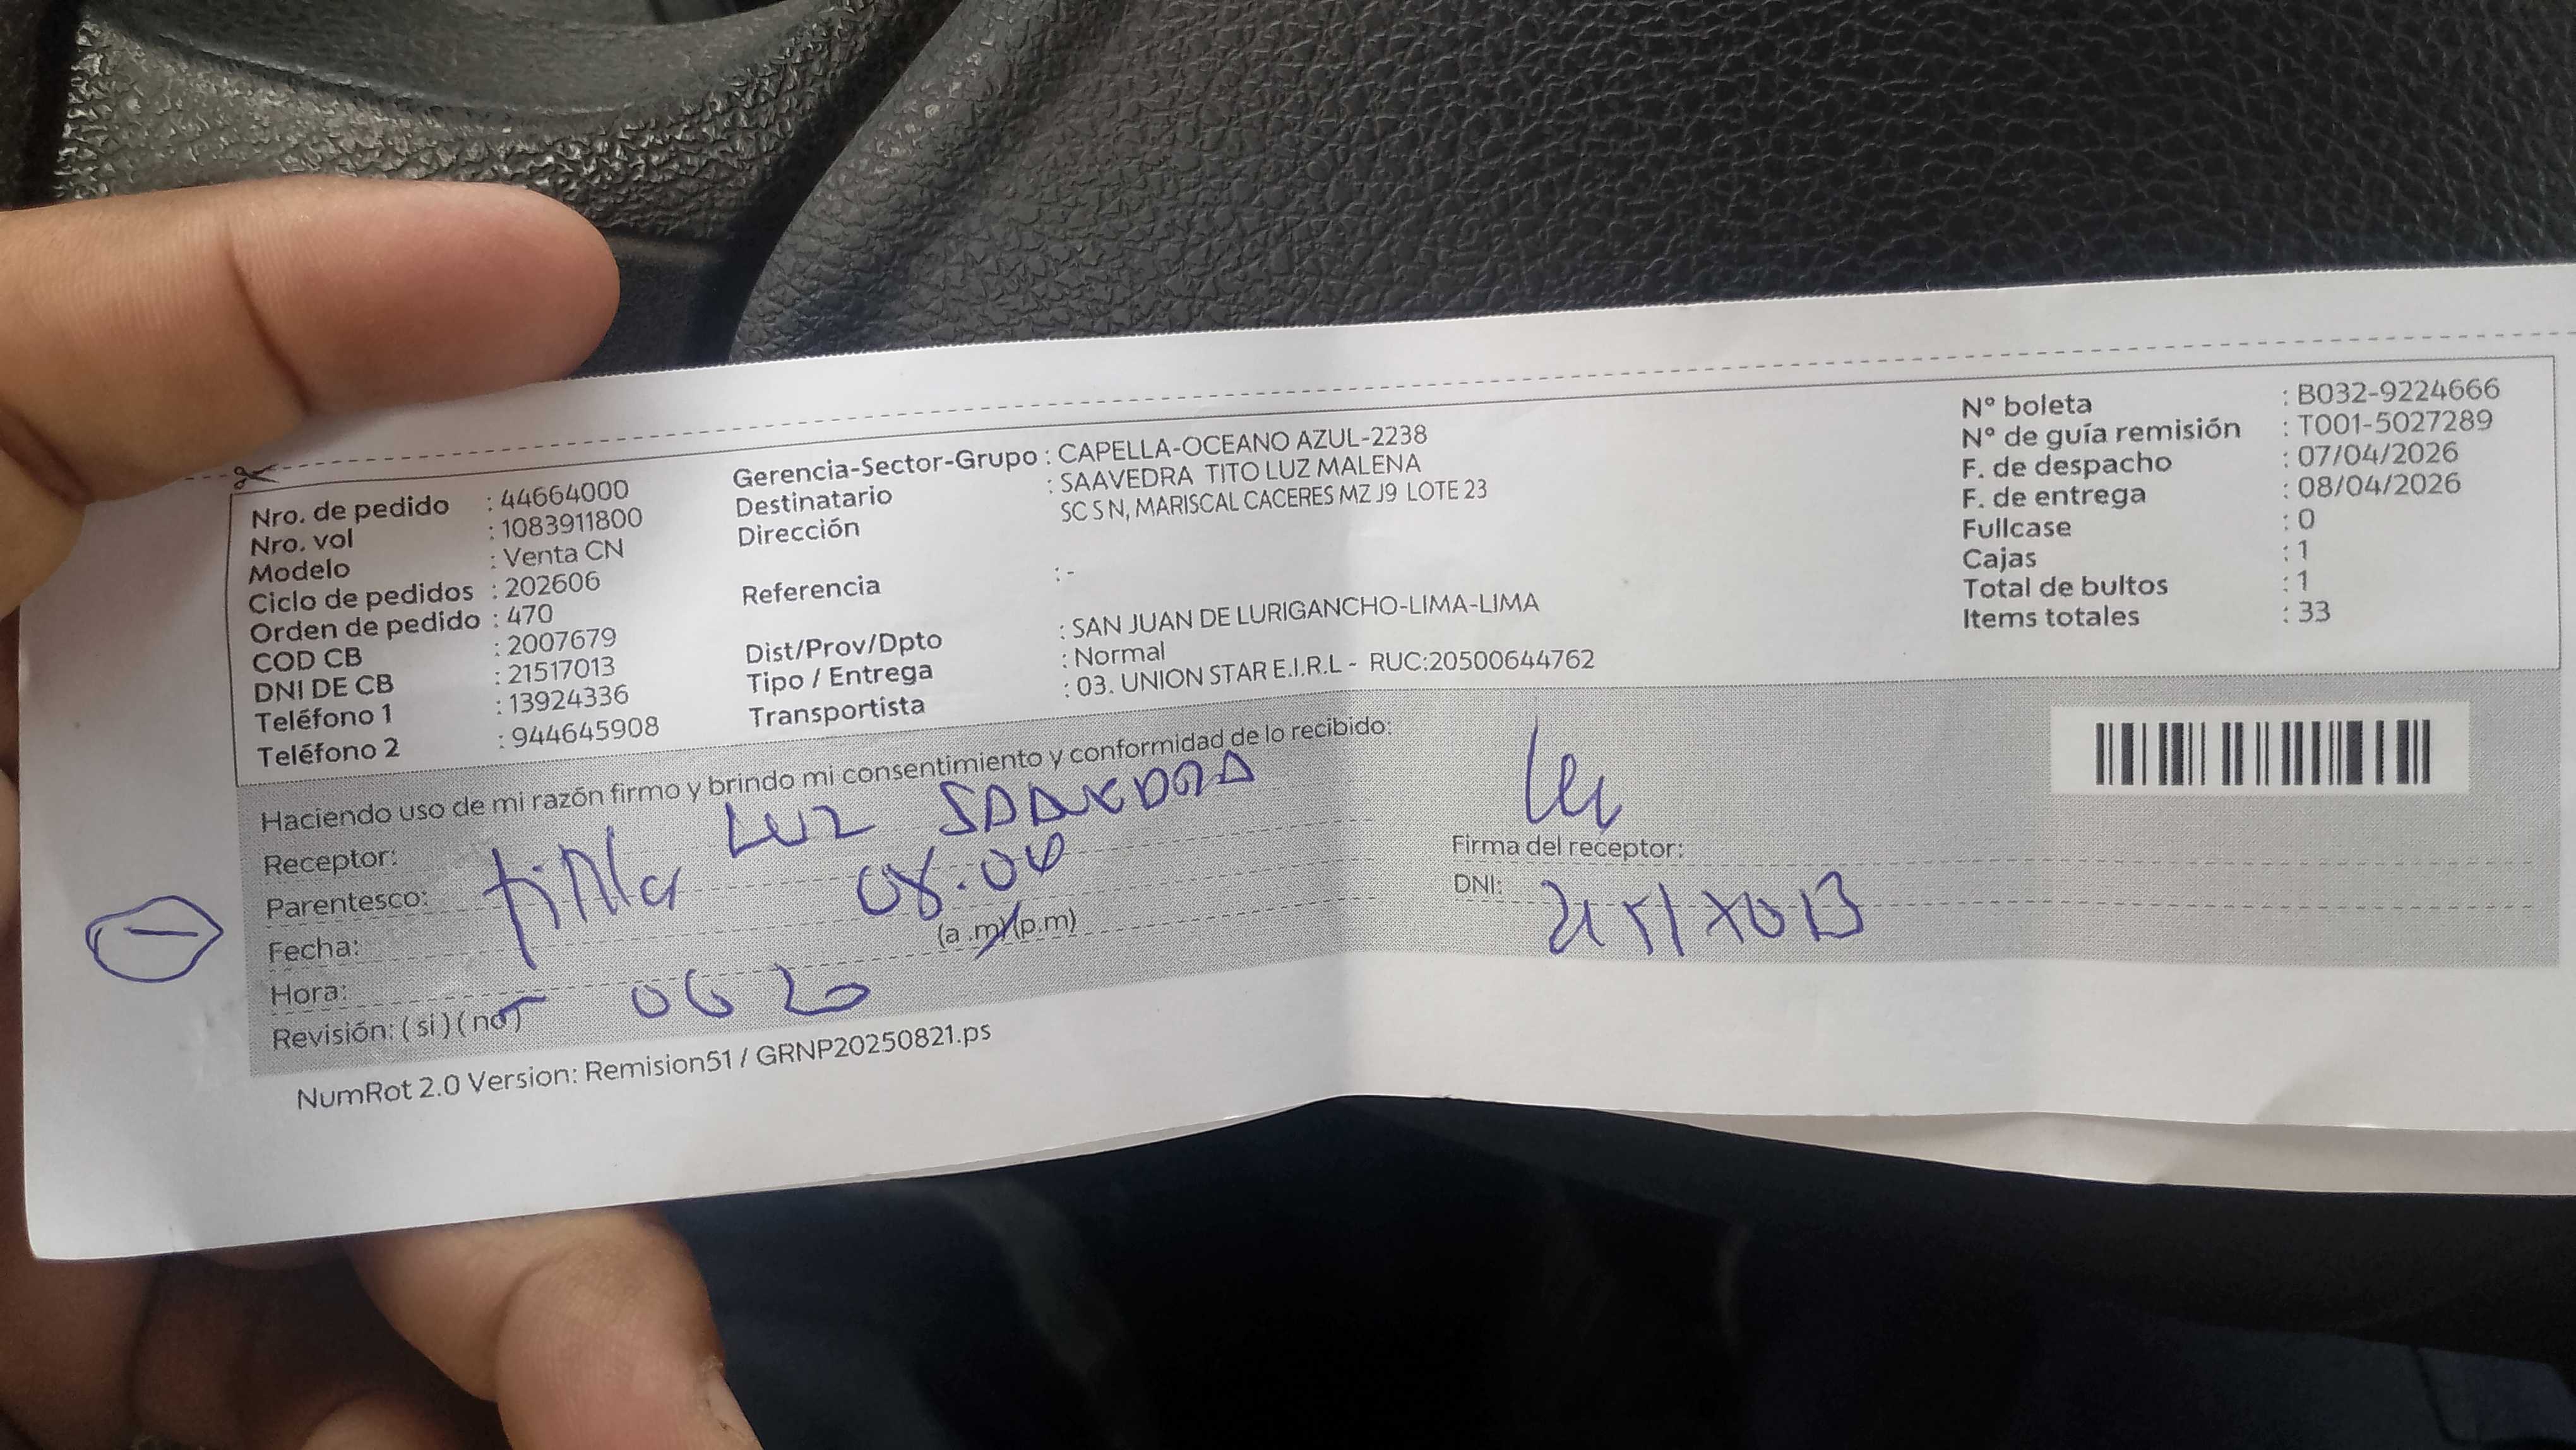 Nro. de pedido : 44664000
Nro. vol : 1083911800
Modelo : Venta CN
Ciclo de pedidos : 202606
Orden de pedido : 470
COD CB : 2007679
DNI DE CB : 21517013
Teléfono 1 : 13924336
Teléfono 2 : 944645908
Gerencia-Sector-Grupo : CAPELLA-OCEANO AZUL-2238
Destinatario : SAAVEDRA TITO LUZ MALENA
Dirección SC S N, MARISCAL CACERES MZ J9 LOTE 23
Referencia : -
Dist/Prov/Dpto : SAN JUAN DE LURIGANCHO-LIMA-LIMA
Tipo / Entrega : Normal
Transportista : 03. UNION STAR E.I.R.L - RUC:20500644762
N° boleta : B032-9224666
N° de guía remisión : T001-5027289
F. de despacho : 07/04/2026
F. de entrega : 08/04/2026
Fullcase : 0
Cajas : 1
Total de bultos : 1
Items totales : 33
Haciendo uso de mi razón firmo y brindo mi consentimiento y conformidad de lo recibido:
Receptor: LUZ
Parentesco:
Fecha:
Hora: (a.m)(p.m)
Revisión: (si) (no)
Firma del receptor:
DNI: 21517013
NumRot 2.0 Version: Remision51 / GRNP20250821.ps